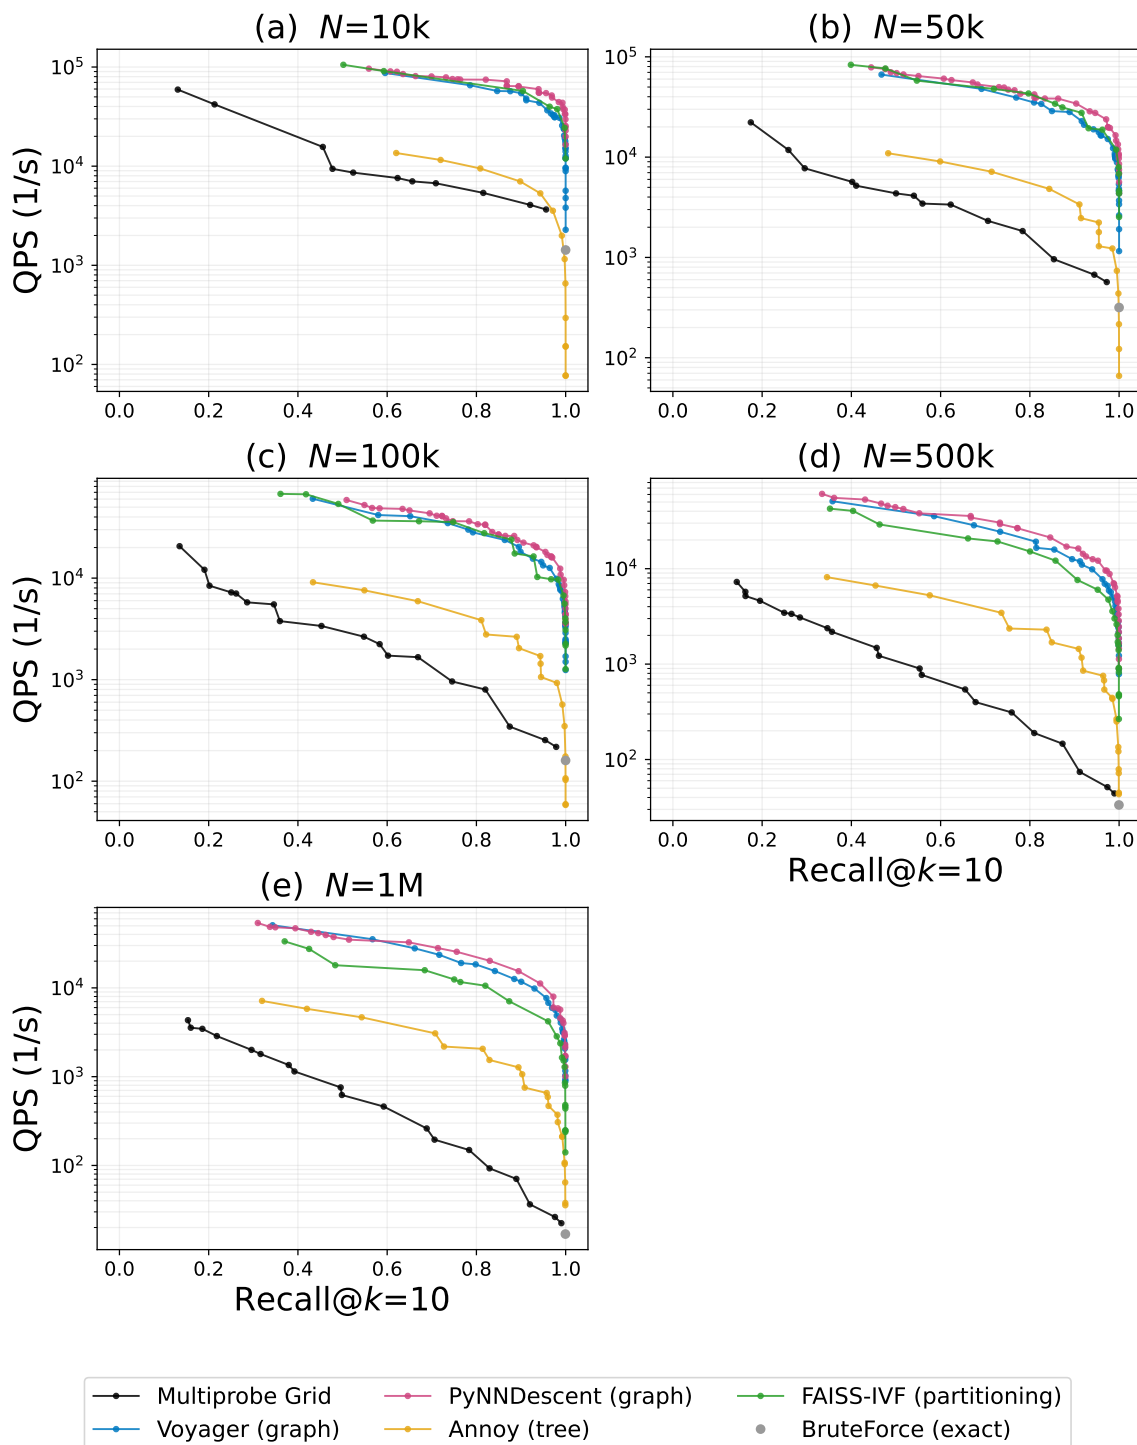 (a) N=10k
(b) N=50k
QPS (1/s)
10^5
10^4
10^3
10^2
0.0 0.2 0.4 0.6 0.8 1.0
10^5
10^4
10^3
10^2
0.0 0.2 0.4 0.6 0.8 1.0
(c) N=100k
(d) N=500k
QPS (1/s)
10^4
10^3
10^2
0.0 0.2 0.4 0.6 0.8 1.0
10^4
10^3
10^2
0.0 0.2 0.4 0.6 0.8 1.0
Recall@k=10
(e) N=1M
QPS (1/s)
10^4
10^3
10^2
0.0 0.2 0.4 0.6 0.8 1.0
Recall@k=10
Multiprobe Grid
PyNNDescent (graph)
FAISS-IVF (partitioning)
Voyager (graph)
Annoy (tree)
BruteForce (exact)